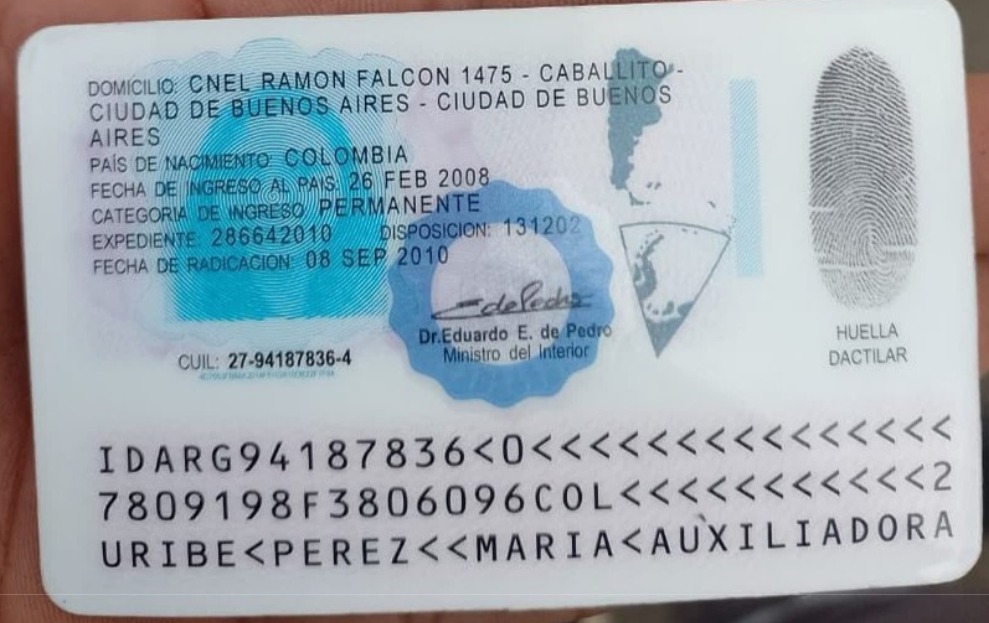 DOMICILIO: CNEL RAMON FALCON 1475 - CABALLITO -
CIUDAD DE BUENOS AIRES - CIUDAD DE BUENOS
AIRES
PAÍS DE NACIMIENTO: COLOMBIA
FECHA DE INGRESO AL PAIS: 26 FEB 2008
CATEGORIA DE INGRESO: PERMANENTE
EXPEDIENTE: 286642010 DISPOSICION: 131202
FECHA DE RADICACION: 08 SEP 2010
Dr.Eduardo E. de Pedro
Ministro del Interior
CUIL: 27-94187836-4
HUELLA
DACTILAR
IDARG94187836<0<<<<<<<<<<<<<<<
7809198F3806096COL<<<<<<<<<<<2
URIBE<PEREZ<<MARIA<AUXILIADORA